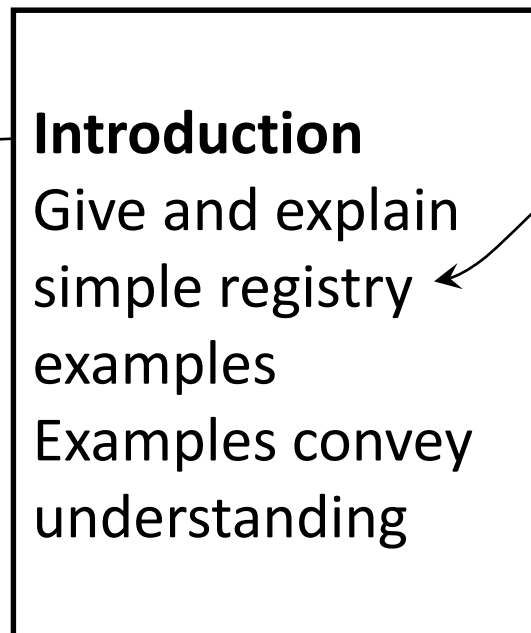 Introduction
Give and explain
simple registry
examples
Examples convey
understanding